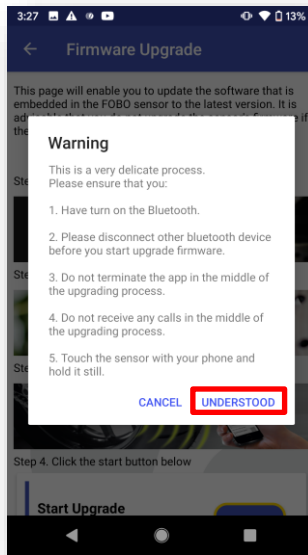 3:27 13%
Firmware Upgrade
This page will enable you to update the software that is
embedded in the FOBO sensor to the latest version. It is
Warning
This is a very delicate process.
Please ensure that you:
1. Have turn on the Bluetooth.
2. Please disconnect other bluetooth device
before you start upgrade firmware.
3. Do not terminate the app in the middle of
the upgrading process.
4. Do not receive any calls in the middle of
the upgrading process.
5. Touch the sensor with your phone and
hold it still.
CANCEL UNDERSTOOD
Step 4. Click the start button below
Start Upgrade